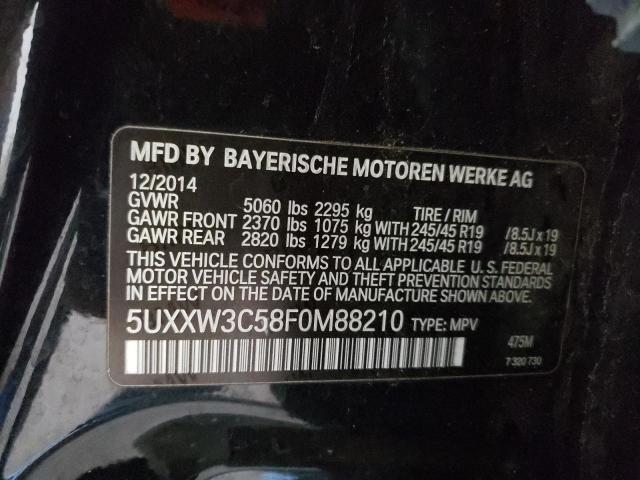 MFD BY BAYERISCHE MOTOREN WERKE AG
12/2014
GVWR 5060 lbs 2295 kg TIRE / RIM
GAWR FRONT 2370 lbs 1075 kg WITH 245/45 R19 /8.5J x 19
GAWR REAR 2820 lbs 1279 kg WITH 245/45 R19 /8.5J x 19
THIS VEHICLE CONFORMS TO ALL APPLICABLE U. S. FEDERAL
MOTOR VEHICLE SAFETY AND THEFT PREVENTION STANDARDS
IN EFFECT ON THE DATE OF MANUFACTURE SHOWN ABOVE.
5UXXW3C58F0M88210 TYPE: MPV
475M
7 320 730